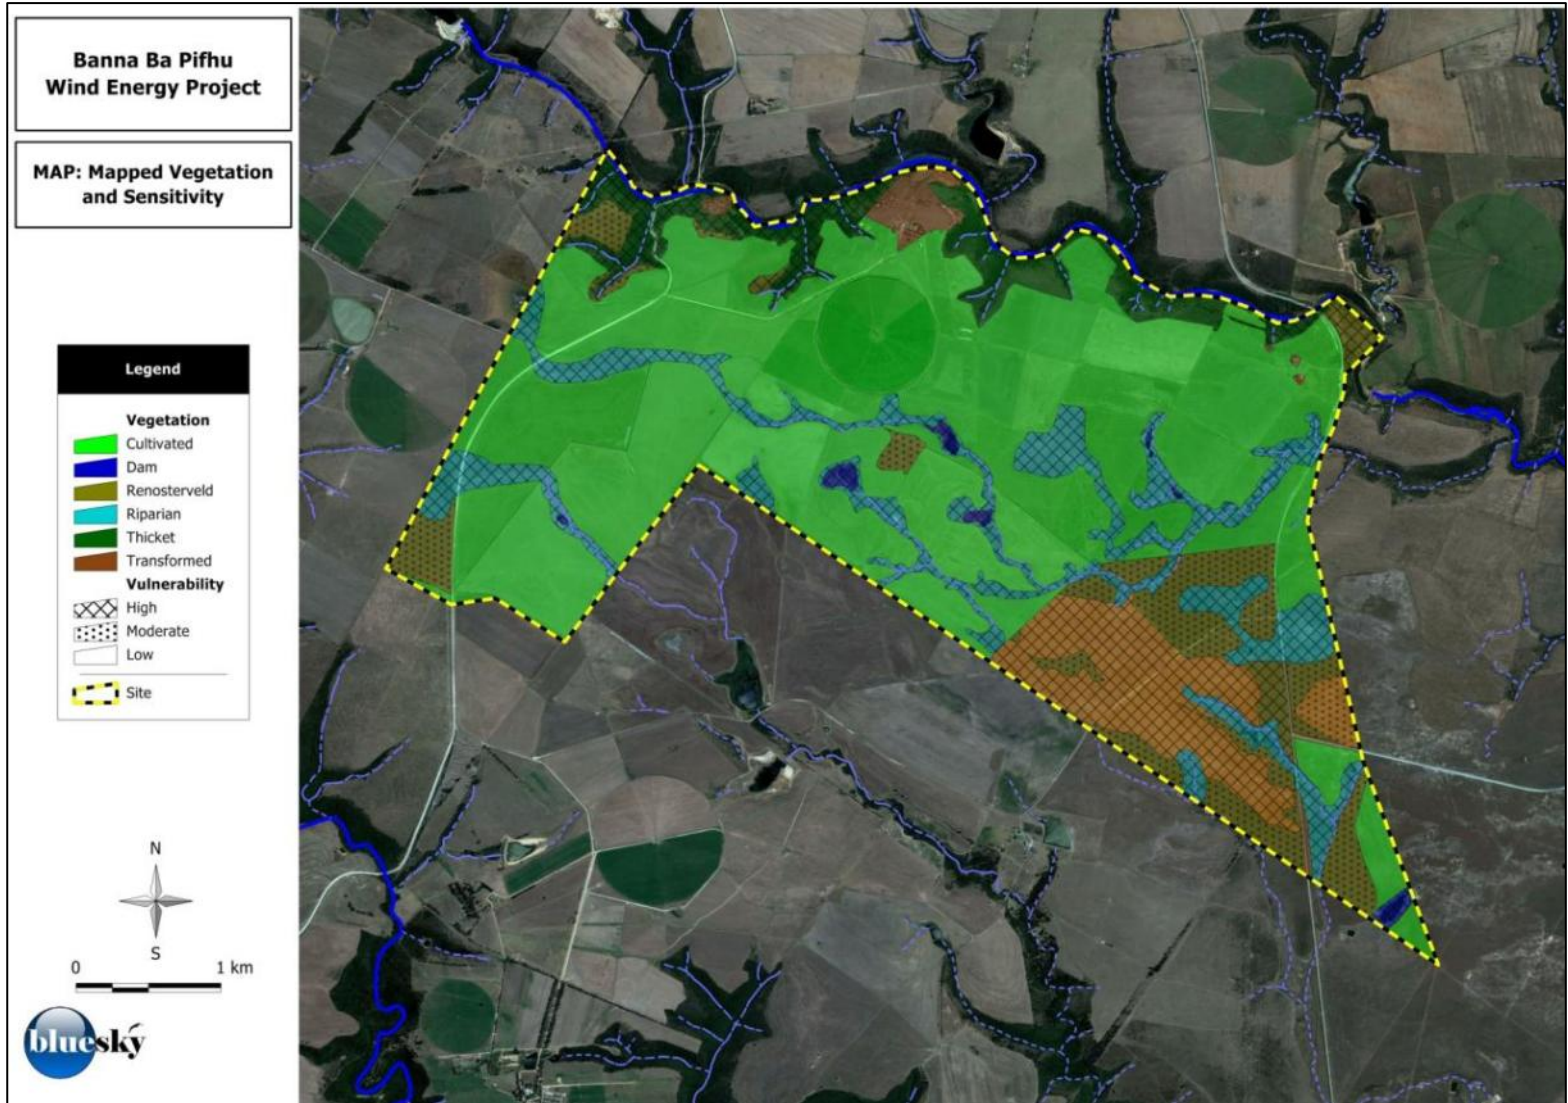 Banna Ba Pifhu
Wind Energy Project
MAP: Mapped Vegetation
and Sensitivity
Legend
Vegetation
Cultivated
Dam
Renosterveld
Riparian
Thicket
Transformed
Vulnerability
High
Moderate
Low
Site
N
S
0 1 km
bluesky